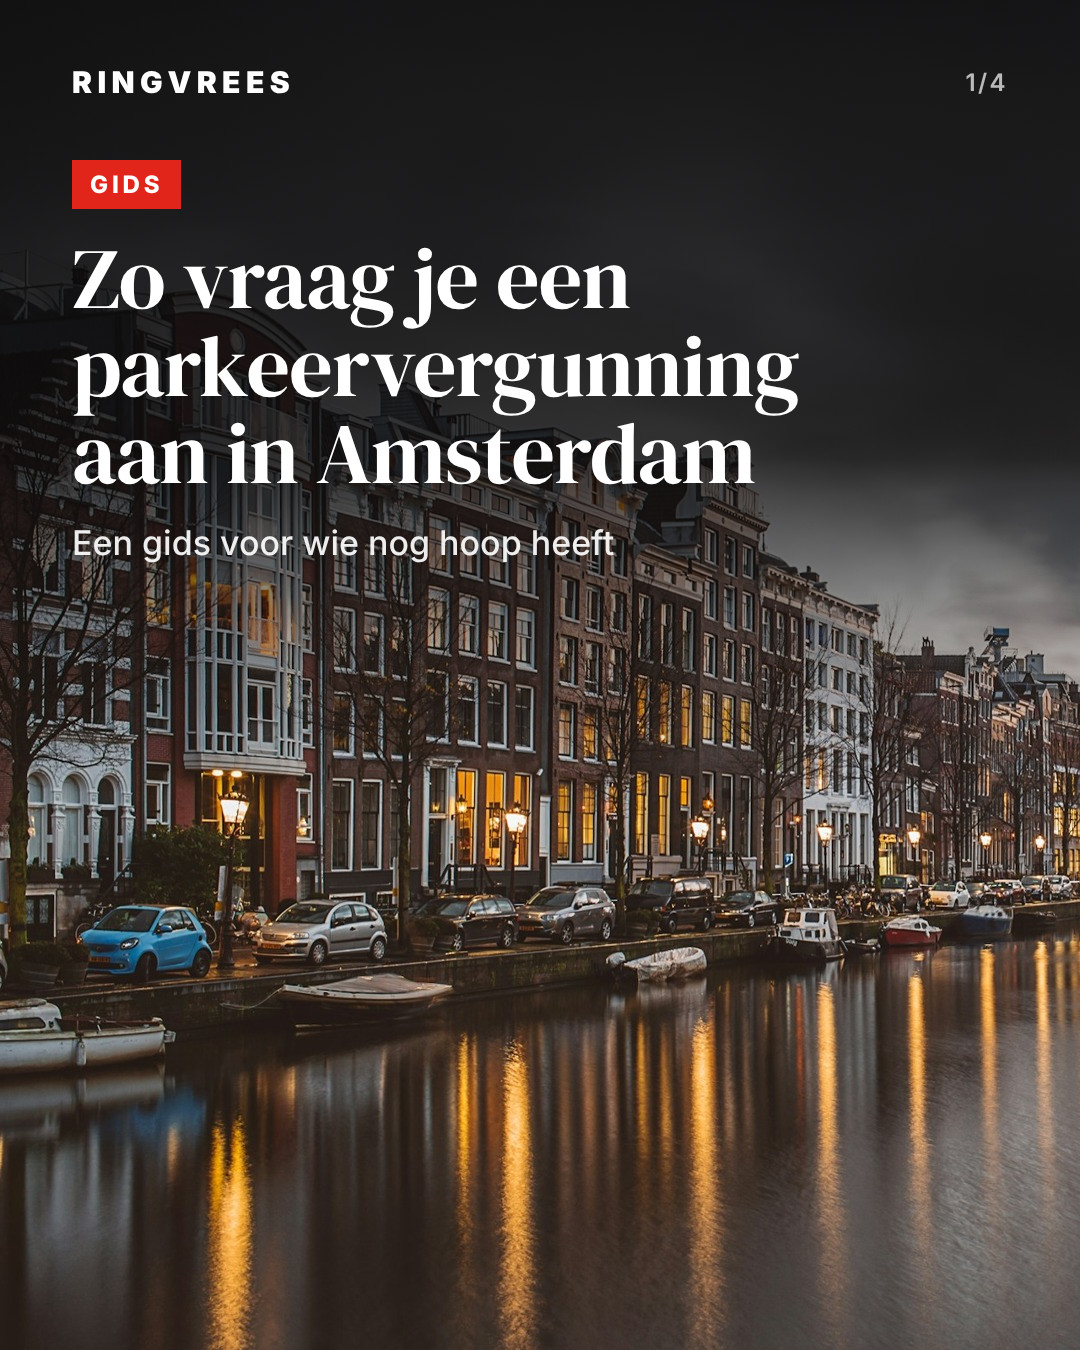 RINGVREES
1/4
GIDS
Zo vraag je een
parkeervergunning
aan in Amsterdam
Een gids voor wie nog hoop heeft